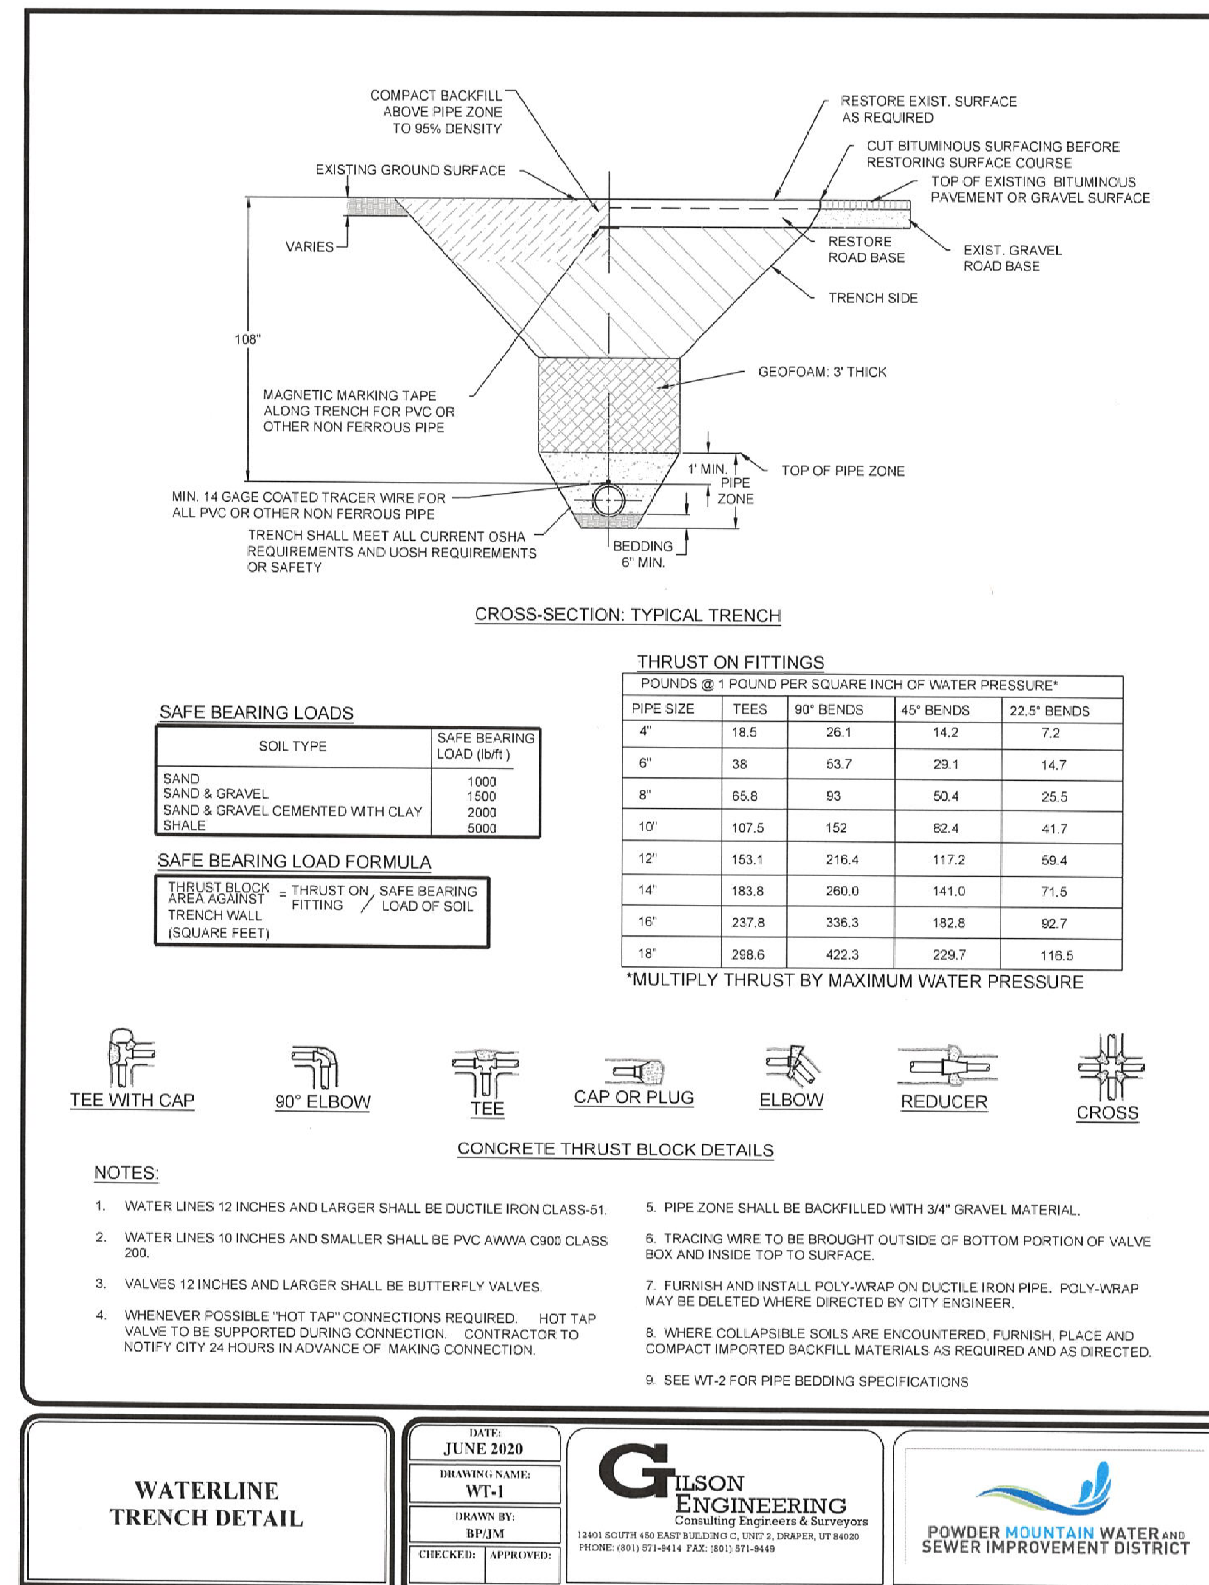 COMPACT BACKFILL
ABOVE PIPE ZONE
TO 95% DENSITY
RESTORE EXIST. SURFACE
AS REQUIRED
CUT BITUMINOUS SURFACING BEFORE
RESTORING SURFACE COURSE
EXISTING GROUND SURFACE
TOP OF EXISTING BITUMINOUS
PAVEMENT OR GRAVEL SURFACE
VARIES
RESTORE
ROAD BASE
EXIST. GRAVEL
ROAD BASE
TRENCH SIDE
108"
GEOFOAM: 3' THICK
MAGNETIC MARKING TAPE
ALONG TRENCH FOR PVC OR
OTHER NON FERROUS PIPE
1' MIN.
PIPE
ZONE
TOP OF PIPE ZONE
MIN. 14 GAGE COATED TRACER WIRE FOR
ALL PVC OR OTHER NON FERROUS PIPE
TRENCH SHALL MEET ALL CURRENT OSHA
REQUIREMENTS AND UOSH REQUIREMENTS
OR SAFETY
BEDDING
6" MIN.
CROSS-SECTION: TYPICAL TRENCH
SAFE BEARING LOADS
SOIL TYPE SAFE BEARING
LOAD (lb/ft )
SAND 1000
SAND & GRAVEL 1500
SAND & GRAVEL CEMENTED WITH CLAY 2000
SHALE 5000
SAFE BEARING LOAD FORMULA
THRUST BLOCK
AREA AGAINST
TRENCH WALL
(SQUARE FEET)
= THRUST ON
FITTING
/ SAFE BEARING
LOAD OF SOIL
THRUST ON FITTINGS
POUNDS @ 1 POUND PER SQUARE INCH OF WATER PRESSURE*
PIPE SIZE TEES 90° BENDS 45° BENDS 22.5° BENDS
4" 18.5 26.1 14.2 7.2
6" 38 53.7 29.1 14.7
8" 65.8 93 50.4 25.5
10" 107.5 152 82.4 41.7
12" 153.1 216.4 117.2 59.4
14" 183.8 260.0 141.0 71.5
16" 237.8 336.3 182.8 92.7
18" 298.6 422.3 229.7 116.5
*MULTIPLY THRUST BY MAXIMUM WATER PRESSURE
TEE WITH CAP
90° ELBOW
TEE
CAP OR PLUG
ELBOW
REDUCER
CROSS
CONCRETE THRUST BLOCK DETAILS
NOTES:
1. WATER LINES 12 INCHES AND LARGER SHALL BE DUCTILE IRON CLASS-51.
2. WATER LINES 10 INCHES AND SMALLER SHALL BE PVC AWWA C900 CLASS
200.
3. VALVES 12 INCHES AND LARGER SHALL BE BUTTERFLY VALVES.
4. WHENEVER POSSIBLE "HOT TAP" CONNECTIONS REQUIRED. HOT TAP
VALVE TO BE SUPPORTED DURING CONNECTION. CONTRACTOR TO
NOTIFY CITY 24 HOURS IN ADVANCE OF MAKING CONNECTION.
5. PIPE ZONE SHALL BE BACKFILLED WITH 3/4" GRAVEL MATERIAL.
6. TRACING WIRE TO BE BROUGHT OUTSIDE OF BOTTOM PORTION OF VALVE
BOX AND INSIDE TOP TO SURFACE.
7. FURNISH AND INSTALL POLY-WRAP ON DUCTILE IRON PIPE. POLY-WRAP
MAY BE DELETED WHERE DIRECTED BY CITY ENGINEER.
8. WHERE COLLAPSIBLE SOILS ARE ENCOUNTERED, FURNISH, PLACE AND
COMPACT IMPORTED BACKFILL MATERIALS AS REQUIRED AND AS DIRECTED.
9. SEE WT-2 FOR PIPE BEDDING SPECIFICATIONS
WATERLINE
TRENCH DETAIL
DATE:
JUNE 2020
DRAWING NAME:
WT-1
DRAWN BY:
BP/JM
CHECKED: APPROVED:
GILSON
ENGINEERING
Consulting Engineers & Surveyors
12401 SOUTH 450 EAST BUILDING C, UNIT 2, DRAPER, UT 84020
PHONE: (801) 571-9414 FAX: (801) 571-9449
POWDER MOUNTAIN WATER AND
SEWER IMPROVEMENT DISTRICT